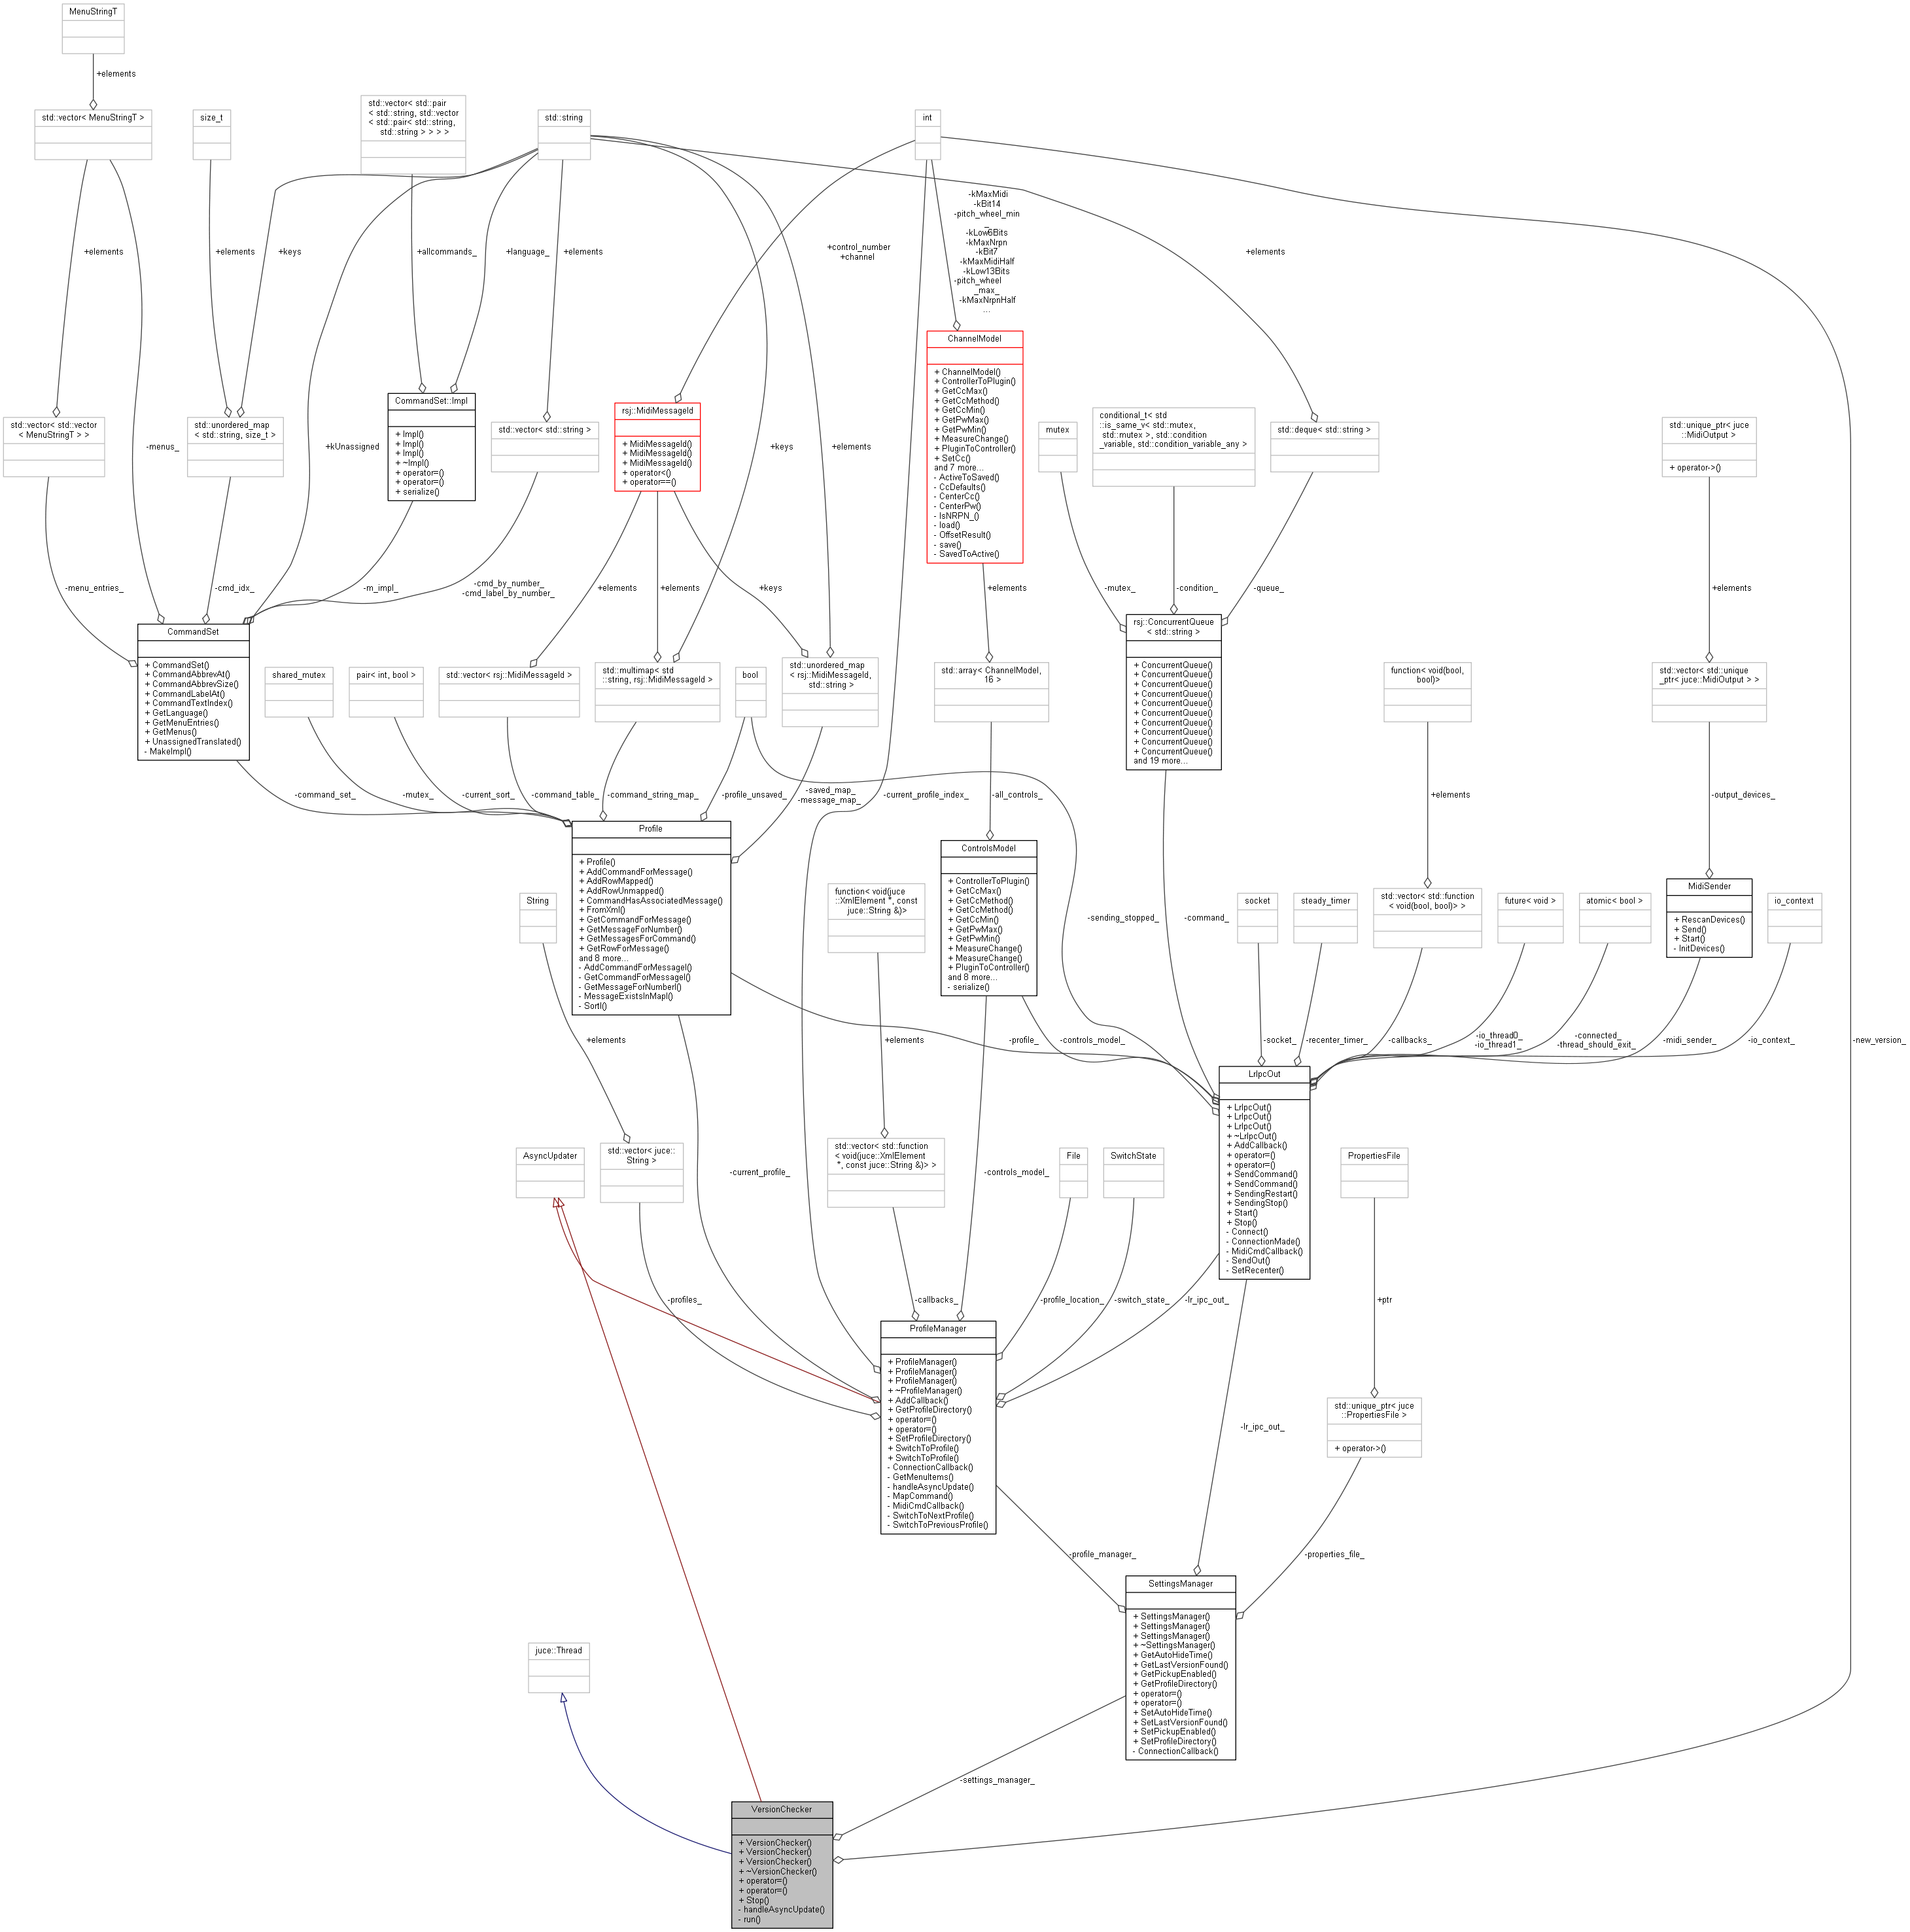 MenuStringT
+elements
std::vector< MenuStringT >
size_t
std::vector< std::pair
< std::string, std::vector
< std::pair< std::string,
std::string > > > >
std::string
int
+elements
-menus_
+elements
+keys
+kUnassigned
+allcommands_
+language_
+elements
+keys
+elements
+control_number
+channel
-kMaxMidi
-kBit14
-pitch_wheel_min
_
-kLow6Bits
-kMaxNrpn
-kBit7
-kMaxMidiHalf
-kLow13Bits
-pitch_wheel
_max_
-kMaxNrpnHalf
...
+elements
std::vector< std::vector
< MenuStringT > >
std::unordered_map
< std::string, size_t >
CommandSet::Impl
+ Impl()
+ Impl()
+ Impl()
+ ~Impl()
+ operator=()
+ operator=()
+ serialize()
std::vector< std::string >
rsj::MidiMessageId
+ MidiMessageId()
+ MidiMessageId()
+ MidiMessageId()
+ operator<()
+ operator==()
ChannelModel
+ ChannelModel()
+ ControllerToPlugin()
+ GetCcMax()
+ GetCcMethod()
+ GetCcMin()
+ GetPwMax()
+ GetPwMin()
+ MeasureChange()
+ PluginToController()
+ SetCc()
and 7 more...
- ActiveToSaved()
- CcDefaults()
- CenterCc()
- CenterPw()
- IsNRPN_()
- load()
- OffsetResult()
- save()
- SavedToActive()
mutex
conditional_t< std
::is_same_v< std::mutex,
std::mutex >, std::condition
_variable, std::condition_variable_any >
std::deque< std::string >
std::unique_ptr< juce
::MidiOutput >
+ operator->()
-menu_entries_
-cmd_idx_
-m_impl_
-cmd_by_number_
-cmd_label_by_number_
+elements
+elements
+keys
+elements
-mutex_
-condition_
-queue_
+elements
CommandSet
+ CommandSet()
+ CommandAbbrevAt()
+ CommandAbbrevSize()
+ CommandLabelAt()
+ CommandTextIndex()
+ GetLanguage()
+ GetMenuEntries()
+ GetMenus()
+ UnassignedTranslated()
- MakeImpl()
shared_mutex
pair< int, bool >
std::vector< rsj::MidiMessageId >
std::multimap< std
::string, rsj::MidiMessageId >
bool
std::unordered_map
< rsj::MidiMessageId,
std::string >
std::array< ChannelModel,
16 >
rsj::ConcurrentQueue
< std::string >
+ ConcurrentQueue()
+ ConcurrentQueue()
+ ConcurrentQueue()
+ ConcurrentQueue()
+ ConcurrentQueue()
+ ConcurrentQueue()
+ ConcurrentQueue()
+ ConcurrentQueue()
+ ConcurrentQueue()
+ ConcurrentQueue()
and 19 more...
function< void(bool,
bool)>
std::vector< std::unique
_ptr< juce::MidiOutput > >
-command_set_
-mutex_
-current_sort_
-command_table_
-command_string_map_
-profile_unsaved_
-saved_map_
-message_map_
-current_profile_index_
-all_controls_
+elements
-output_devices_
Profile
+ Profile()
+ AddCommandForMessage()
+ AddRowMapped()
+ AddRowUnmapped()
+ CommandHasAssociatedMessage()
+ FromXml()
+ GetCommandForMessage()
+ GetMessageForNumber()
+ GetMessagesForCommand()
+ GetRowForMessage()
and 8 more...
- AddCommandForMessageI()
- GetCommandForMessageI()
- GetMessageForNumberI()
- MessageExistsInMapI()
- SortI()
String
function< void(juce
::XmlElement *, const
juce::String &)>
ControlsModel
+ ControllerToPlugin()
+ GetCcMax()
+ GetCcMethod()
+ GetCcMethod()
+ GetCcMin()
+ GetPwMax()
+ GetPwMin()
+ MeasureChange()
+ MeasureChange()
+ PluginToController()
and 8 more...
- serialize()
-sending_stopped_
-command_
socket
steady_timer
std::vector< std::function
< void(bool, bool)> >
future< void >
atomic< bool >
MidiSender
+ RescanDevices()
+ Send()
+ Start()
- InitDevices()
io_context
+elements
+elements
-profile_
-controls_model_
-socket_
-recenter_timer_
-callbacks_
-io_thread0_
-io_thread1_
-connected_
-thread_should_exit_
-midi_sender_
-io_context_
-new_version_
LrIpcOut
+ LrIpcOut()
+ LrIpcOut()
+ LrIpcOut()
+ ~LrIpcOut()
+ AddCallback()
+ operator=()
+ operator=()
+ SendCommand()
+ SendCommand()
+ SendingRestart()
+ SendingStop()
+ Start()
+ Stop()
- Connect()
- ConnectionMade()
- MidiCmdCallback()
- SendOut()
- SetRecenter()
AsyncUpdater
std::vector< juce::
String >
-current_profile_
std::vector< std::function
< void(juce::XmlElement
*, const juce::String &)> >
-controls_model_
File
SwitchState
PropertiesFile
-profiles_
-callbacks_
-profile_location_
-switch_state_
-lr_ipc_out_
+ptr
ProfileManager
+ ProfileManager()
+ ProfileManager()
+ ProfileManager()
+ ~ProfileManager()
+ AddCallback()
+ GetProfileDirectory()
+ operator=()
+ operator=()
+ SetProfileDirectory()
+ SwitchToProfile()
+ SwitchToProfile()
- ConnectionCallback()
- GetMenuItems()
- handleAsyncUpdate()
- MapCommand()
- MidiCmdCallback()
- SwitchToNextProfile()
- SwitchToPreviousProfile()
-lr_ipc_out_
std::unique_ptr< juce
::PropertiesFile >
+ operator->()
-profile_manager_
-properties_file_
SettingsManager
+ SettingsManager()
+ SettingsManager()
+ SettingsManager()
+ ~SettingsManager()
+ GetAutoHideTime()
+ GetLastVersionFound()
+ GetPickupEnabled()
+ GetProfileDirectory()
+ operator=()
+ operator=()
+ SetAutoHideTime()
+ SetLastVersionFound()
+ SetPickupEnabled()
+ SetProfileDirectory()
- ConnectionCallback()
juce::Thread
-settings_manager_
VersionChecker
+ VersionChecker()
+ VersionChecker()
+ VersionChecker()
+ ~VersionChecker()
+ operator=()
+ operator=()
+ Stop()
- handleAsyncUpdate()
- run()